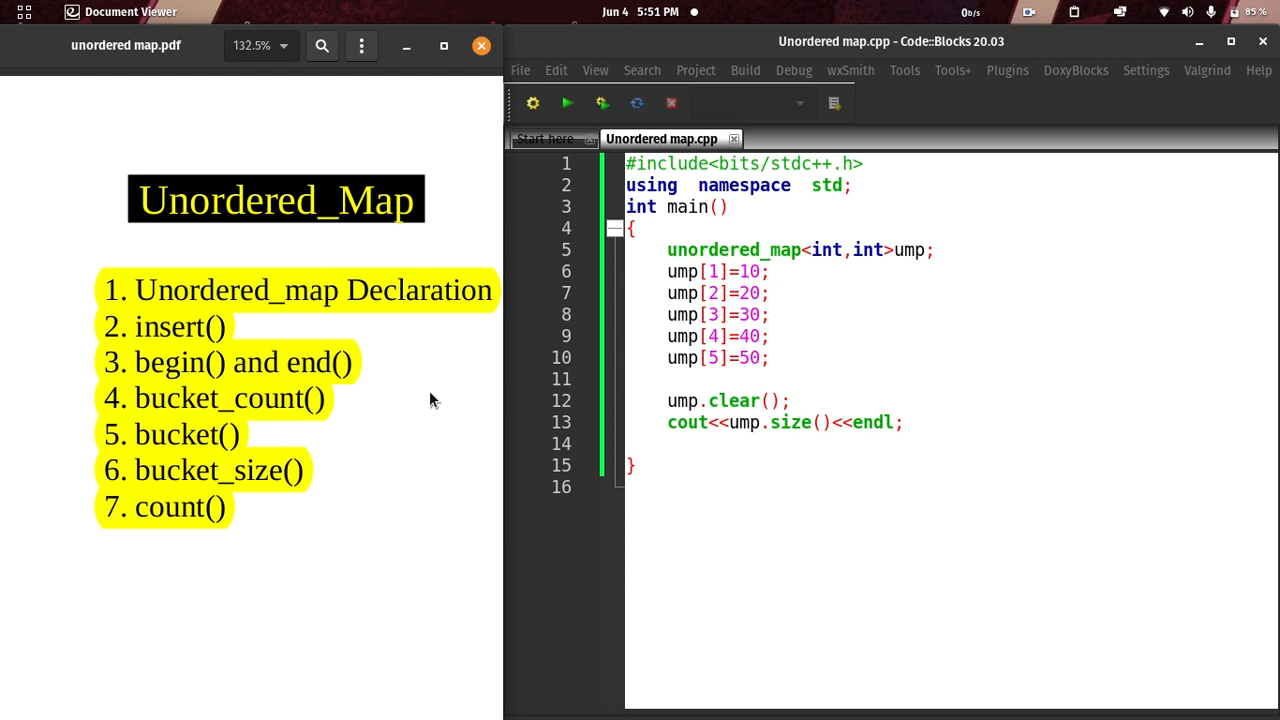 Document Viewer
Jun 4 5:51 PM
0b/s
85 %
unordered map.pdf
132.5%
Unordered_Map
1. Unordered_map Declaration
2. insert()
3. begin() and end()
4. bucket_count()
5. bucket()
6. bucket_size()
7. count()
Unordered map.cpp - Code::Blocks 20.03
File Edit View Search Project Build Debug wxSmith Tools Tools+ Plugins DoxyBlocks Settings Valgrind Help
Start here Unordered map.cpp
1 #include<bits/stdc++.h>
2 using namespace std;
3 int main()
4 {
5 unordered_map<int,int>ump;
6 ump[1]=10;
7 ump[2]=20;
8 ump[3]=30;
9 ump[4]=40;
10 ump[5]=50;
11
12 ump.clear();
13 cout<<ump.size()<<endl;
14
15 }
16